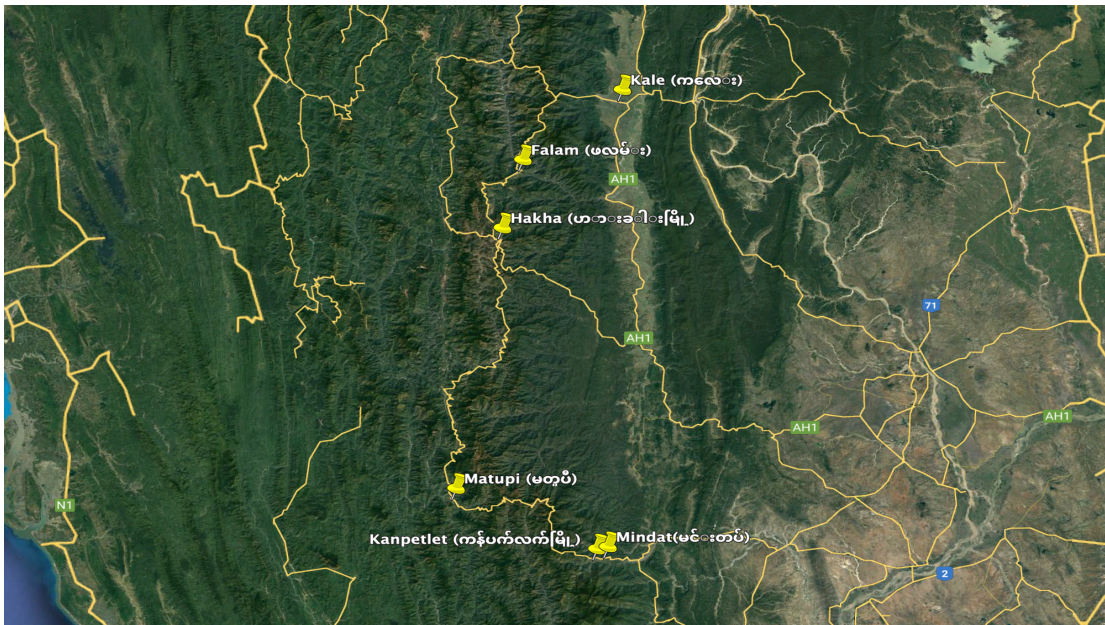 Kale (ကလေး)
Falam (ဖလမ်း)
AH1
Hakha (ဟားခါးမြို့)
71
AH1
AH1
AH1
Matupi (မတူပီ)
N1
Kanpetlet (ကန်ပက်လက်မြို့)
Mindat(မင်းတပ်)
2